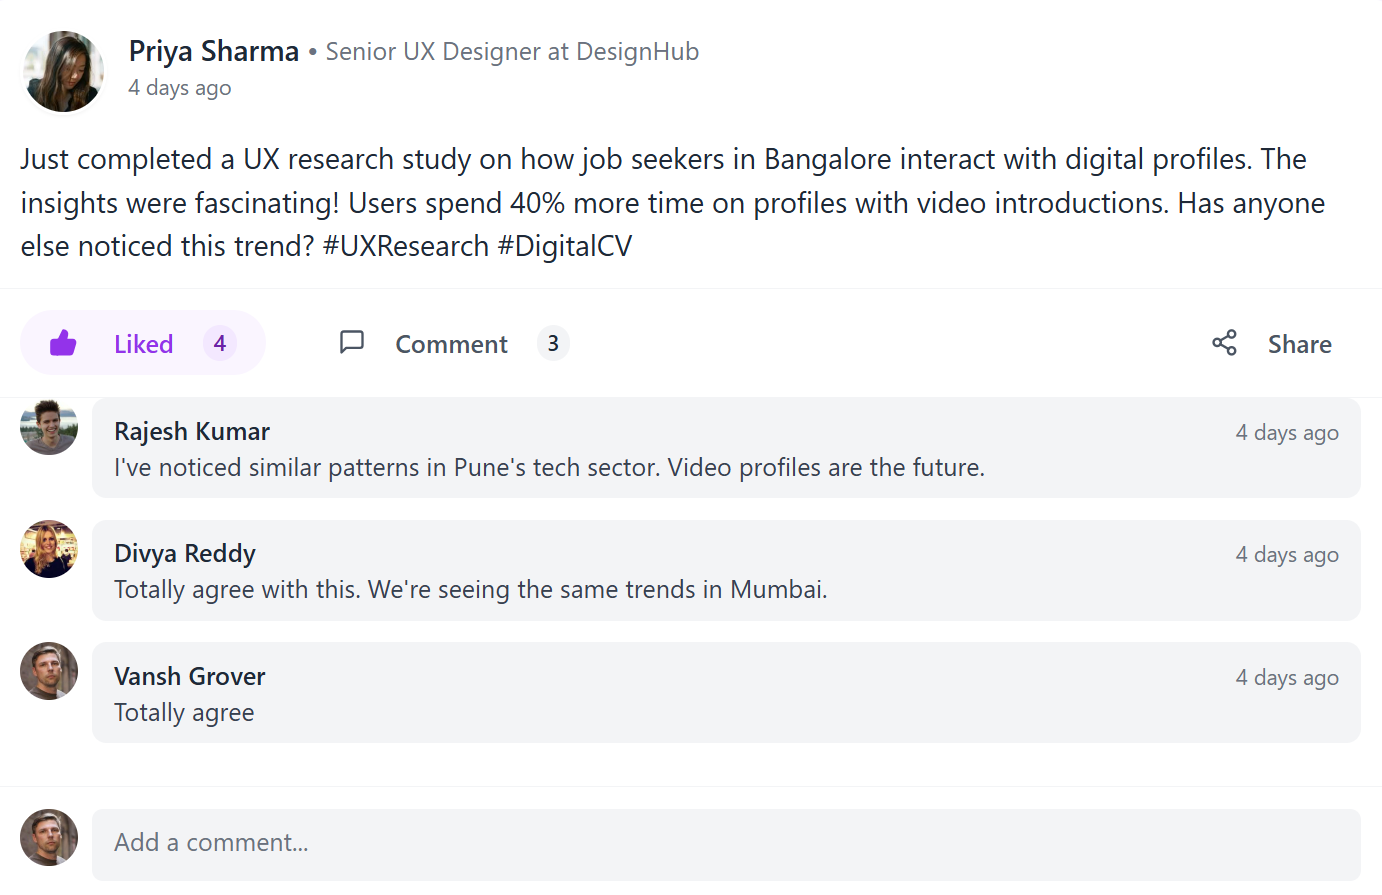 Priya Sharma • Senior UX Designer at DesignHub
4 days ago
Just completed a UX research study on how job seekers in Bangalore interact with digital profiles. The
insights were fascinating! Users spend 40% more time on profiles with video introductions. Has anyone
else noticed this trend? #UXResearch #DigitalCV
Liked 4 Comment 3 Share
Rajesh Kumar 4 days ago
I've noticed similar patterns in Pune's tech sector. Video profiles are the future.
Divya Reddy 4 days ago
Totally agree with this. We're seeing the same trends in Mumbai.
Vansh Grover 4 days ago
Totally agree
Add a comment...